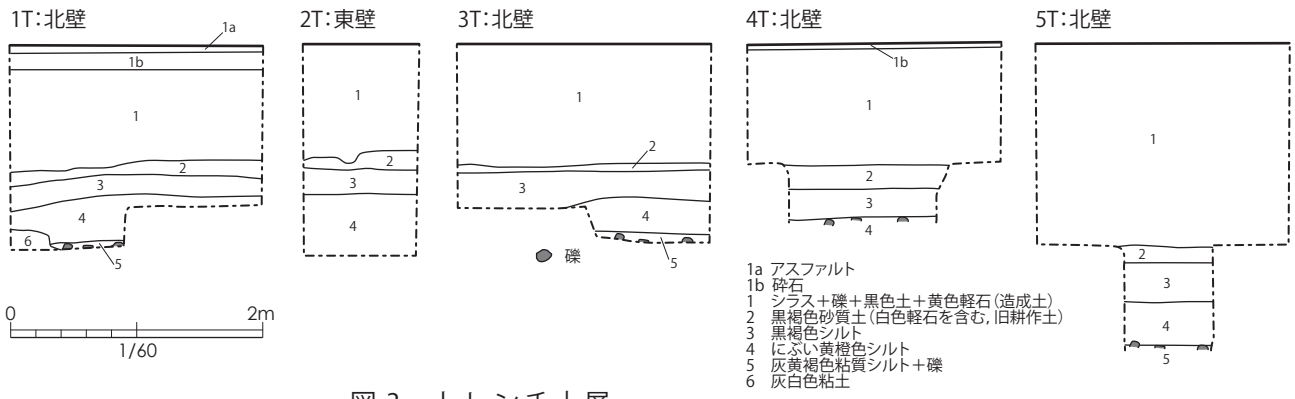 1T：北壁
2T：東壁
3T：北壁
4T：北壁
5T：北壁
1a
1b
1
2
3
4
6
5
1
2
3
4
1
2
3
4
5
礫
1b
1
2
3
4
1
2
3
4
5
0 2m
1/60
1a アスファルト
1b 砕石
1 シラス＋礫＋黒色土＋黄色軽石（造成土）
2 黒褐色砂質土（白色軽石を含む，旧耕作土）
3 黒褐色シルト
4 にぶい黄橙色シルト
5 灰黄褐色粘質シルト＋礫
6 灰白色粘土